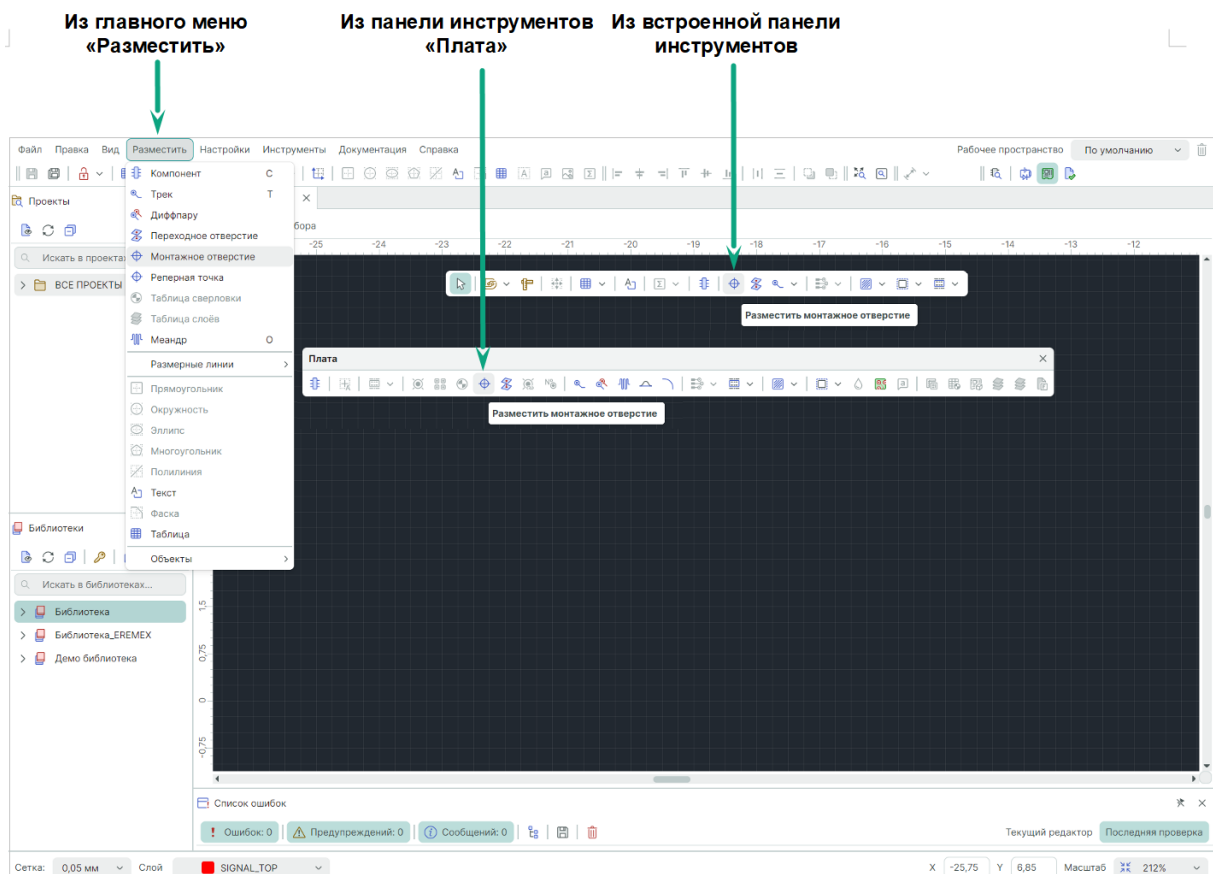 Из главного меню
«Разместить»
Из панели инструментов
«Плата»
Из встроенной панели
инструментов
Файл Правка Вид Разместить Настройки Инструменты Документация Справка
Рабочее пространство По умолчанию
Компонент C
Трек T
Диффпару
Переходное отверстие
Монтажное отверстие
Реперная точка
Таблица сверловки
Таблица слоёв
Меандр O
Размерные линии
Прямоугольник
Окружность
Эллипс
Многоугольник
Полилиния
Текст
Фаска
Таблица
Объекты
Проекты
Искать в проекта
ВСЕ ПРОЕКТЫ
бора
-25 -24 -23 -22 -21 -20 -19 -18 -17 -16 -15 -14 -13 -12
Разместить монтажное отверстие
Плата
Разместить монтажное отверстие
Библиотеки
Искать в библиотеках...
Библиотека
Библиотека_EREMEX
Демо библиотека
1,5
0,75
0
-0,75
Список ошибок
Ошибок: 0 Предупреждений: 0 Сообщений: 0
Текущий редактор Последняя проверка
Сетка: 0,05 мм Слой SIGNAL_TOP X -25,75 Y 6,85 Масштаб 212%